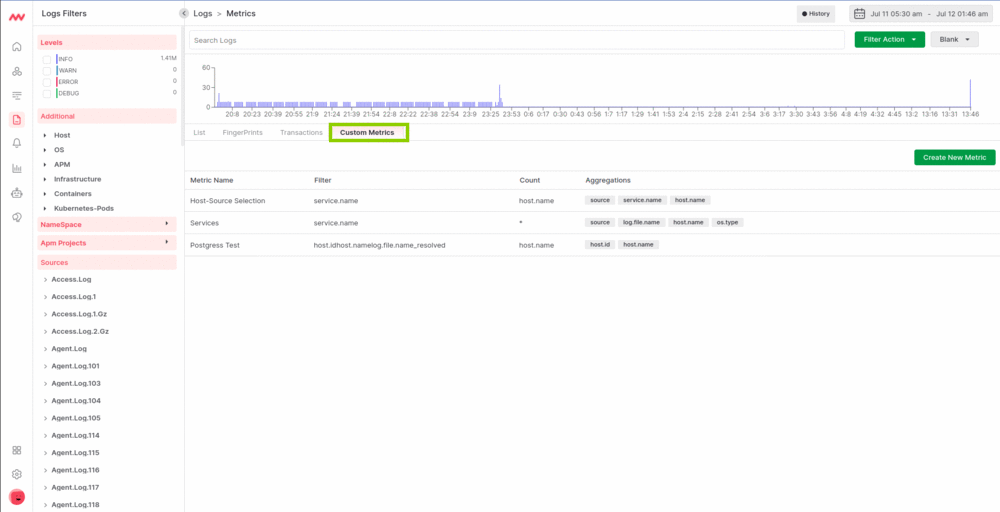 Logs Filters
Logs > Metrics
History
Jul 11 05:30 am - Jul 12 01:46 am
Search Logs
Filter Action
Blank
Levels
INFO 1.41M
WARN 0
ERROR 0
DEBUG 0
Additional
Host
OS
APM
Infrastructure
Containers
Kubernetes-Pods
NameSpace
Apm Projects
Sources
Access.Log
Access.Log.1
Access.Log.1.Gz
Access.Log.2.Gz
Agent.Log
Agent.Log.101
Agent.Log.103
Agent.Log.104
Agent.Log.105
Agent.Log.114
Agent.Log.115
Agent.Log.116
Agent.Log.117
Agent.Log.118
60
30
0
20:8 20:23 20:39 20:55 21:9 21:24 21:39 21:54 22:8 22:23 22:38 22:54 23:9 23:25 23:53 0:6 0:17 0:30 0:43 0:56 1:7 1:17 1:29 1:41 1:53 2:4 2:17 2:28 2:41 2:54 3:6 3:17 3:30 3:43 3:56 4:8 4:19 13:16 13:31 13:46
List FingerPrints Transactions Custom Metrics
Create New Metric
Metric Name Filter Count Aggregations
Host-Source Selection service.name host.name source service.name host.name
Services service.name * source log.file.name host.name os.type
Postgress Test host.idhost.namelog.file.name_resolved host.name host.id host.name